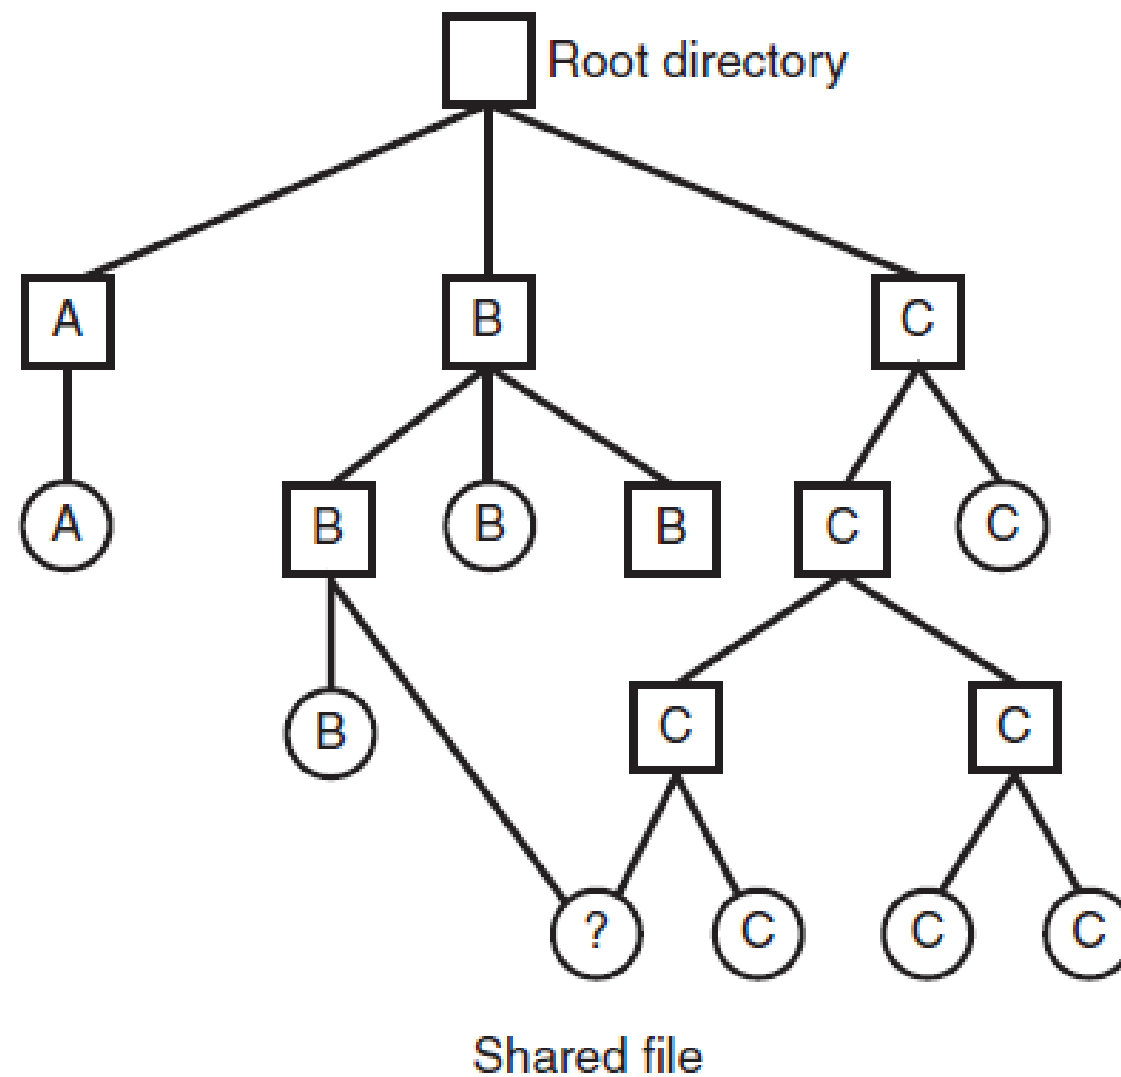 Root directory
A B C
A B B B C C
B C C
? C C C
Shared file